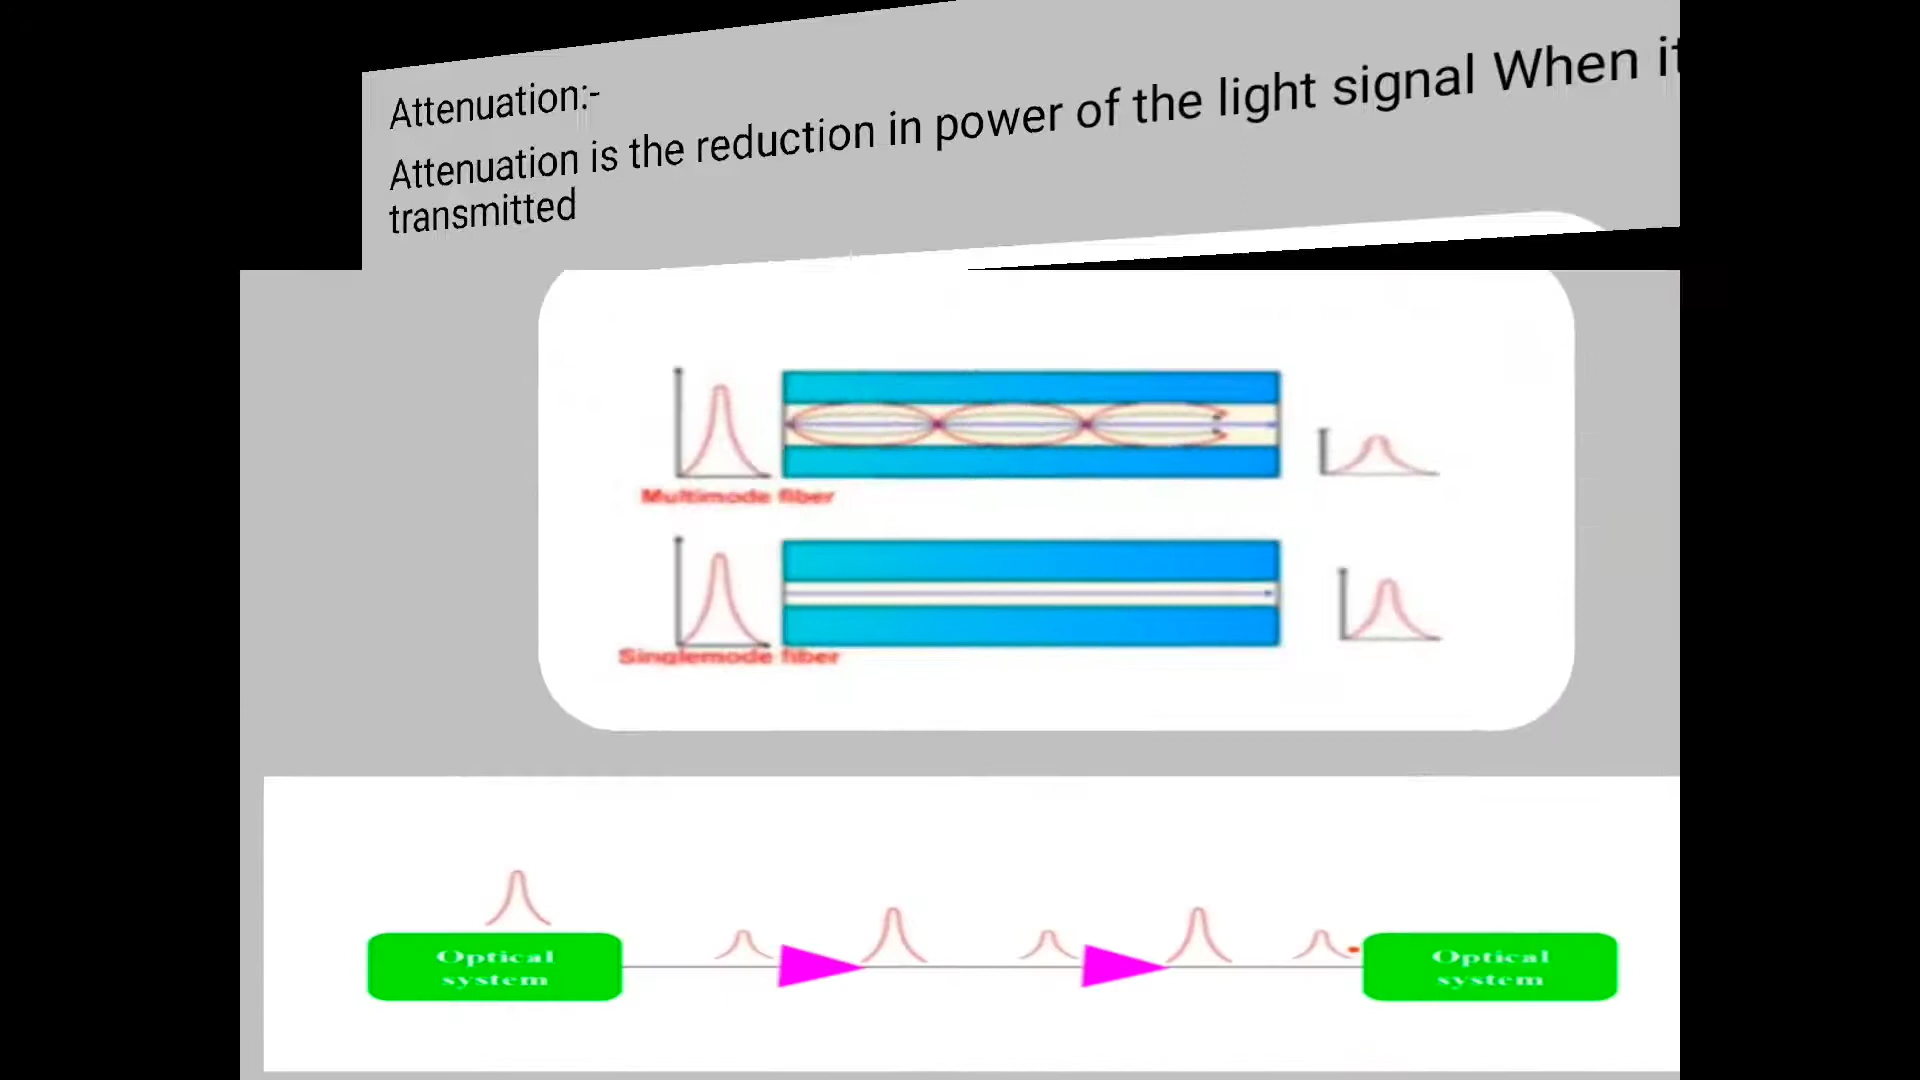 Attenuation:-
Attenuation is the reduction in power of the light signal When it
transmitted
Multimode fiber
Singlemode fiber
Optical
system
Optical
system